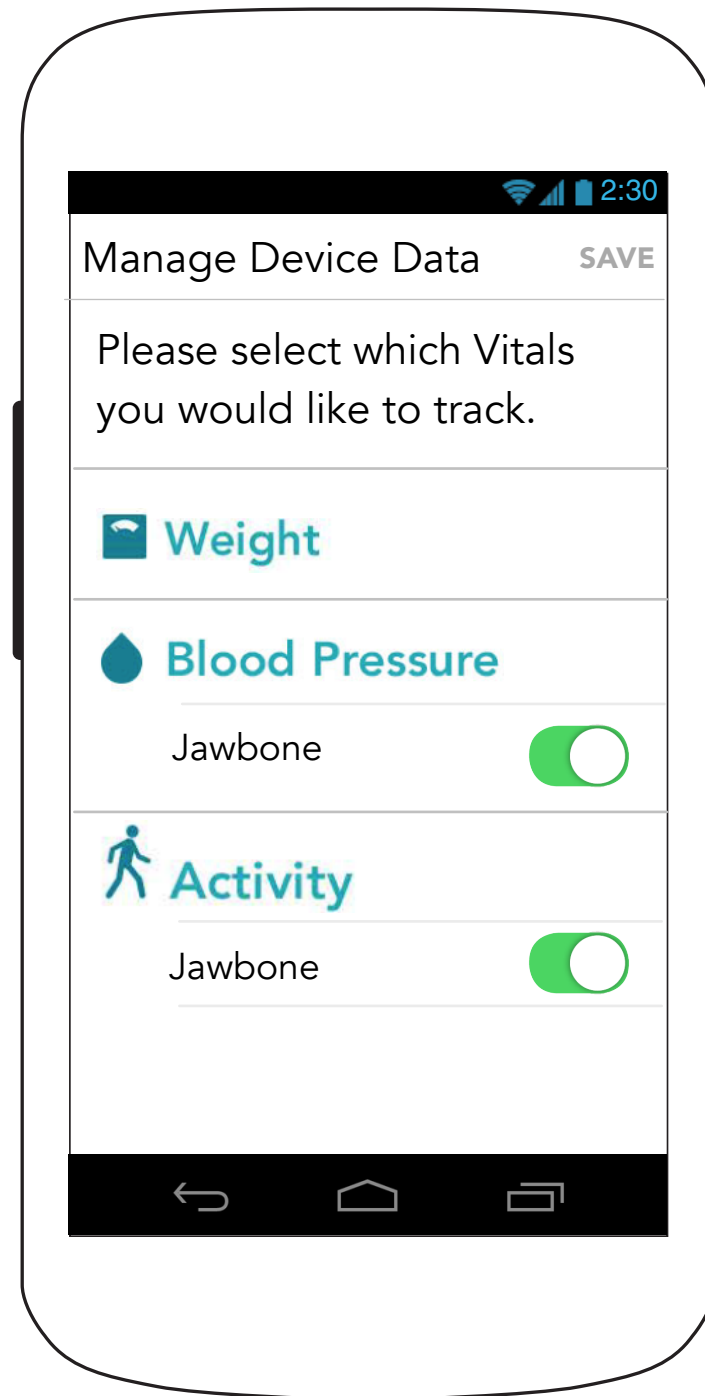 2:30
Manage Device Data SAVE
Please select which Vitals
you would like to track.
Weight
Blood Pressure
Jawbone
Activity
Jawbone